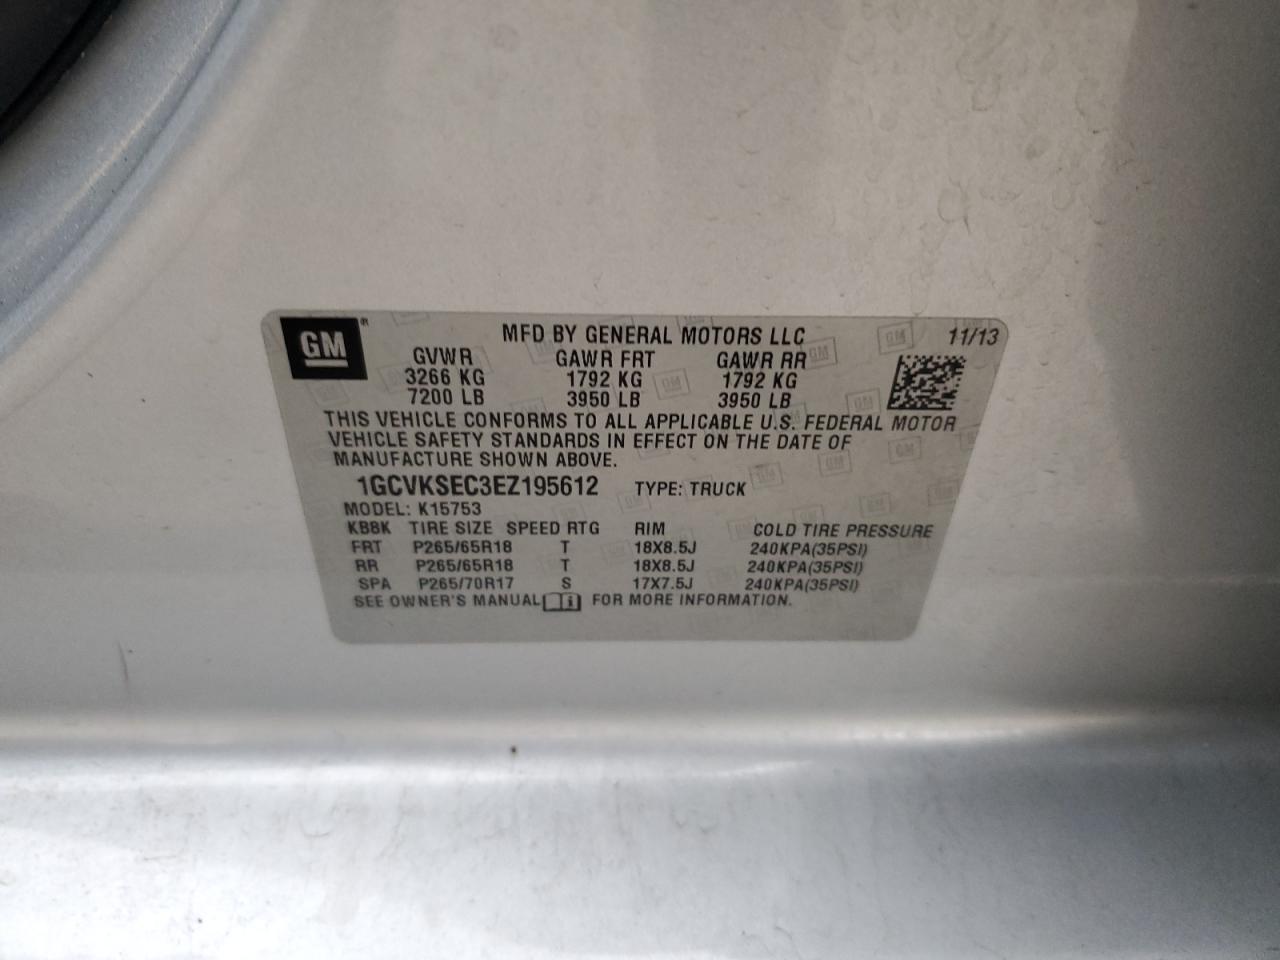 GM ®
MFD BY GENERAL MOTORS LLC 11/13
GVWR GAWR FRT GAWR RR
3266 KG 1792 KG 1792 KG
7200 LB 3950 LB 3950 LB
THIS VEHICLE CONFORMS TO ALL APPLICABLE U.S. FEDERAL MOTOR
VEHICLE SAFETY STANDARDS IN EFFECT ON THE DATE OF
MANUFACTURE SHOWN ABOVE.
1GCVKSEC3EZ195612 TYPE: TRUCK
MODEL: K15753
KB8K TIRE SIZE SPEED RTG RIM COLD TIRE PRESSURE
FRT P265/65R18 T 18X8.5J 240KPA(35PSI)
RR P265/65R18 T 18X8.5J 240KPA(35PSI)
SPA P265/70R17 S 17X7.5J 240KPA(35PSI)
SEE OWNER'S MANUAL i FOR MORE INFORMATION.